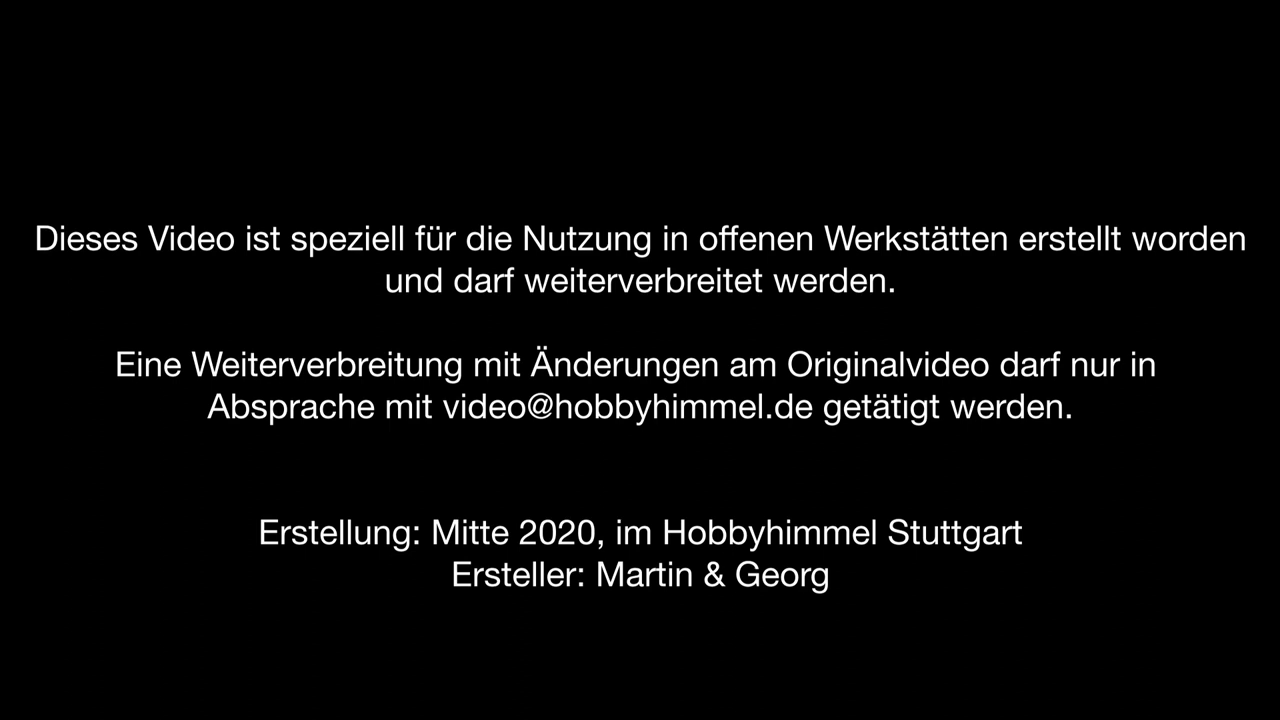 Dieses Video ist speziell für die Nutzung in offenen Werkstätten erstellt worden
und darf weiterverbreitet werden.
Eine Weiterverbreitung mit Änderungen am Originalvideo darf nur in
Absprache mit video@hobbyhimmel.de getätigt werden.
Erstellung: Mitte 2020, im Hobbyhimmel Stuttgart
Ersteller: Martin & Georg